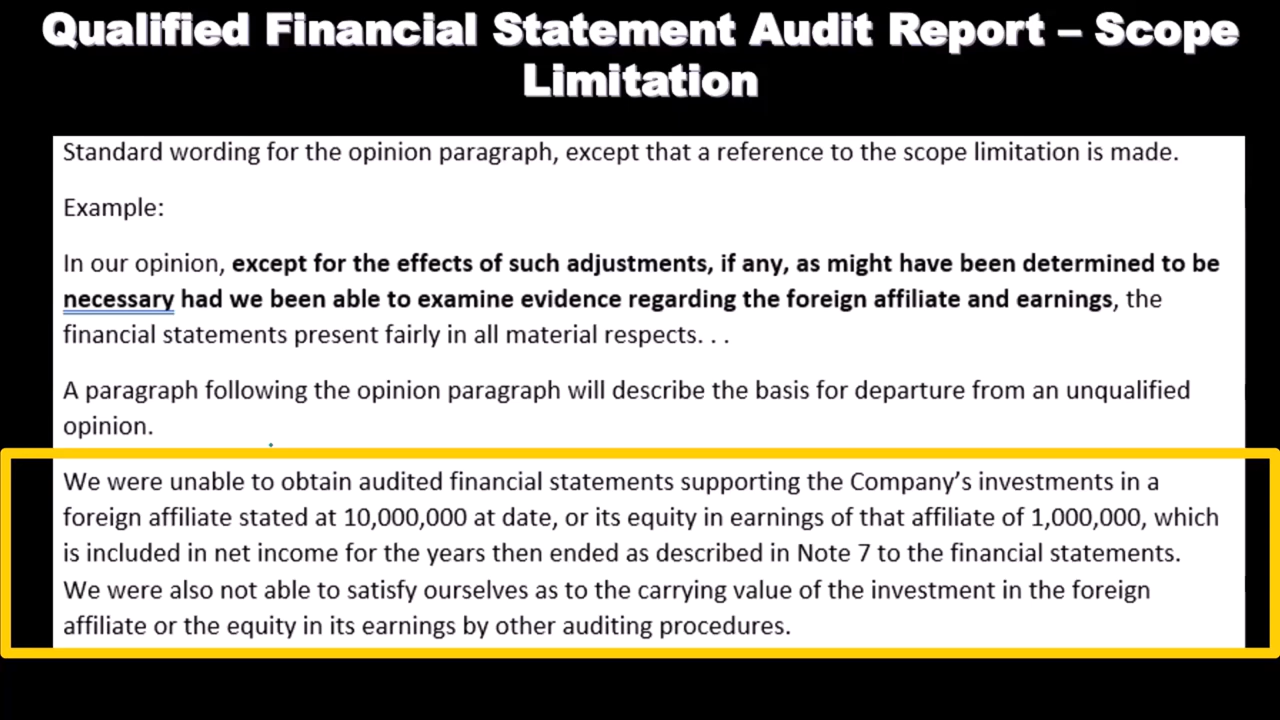 Qualified Financial Statement Audit Report – Scope
Limitation
Standard wording for the opinion paragraph, except that a reference to the scope limitation is made.
Example:
In our opinion, except for the effects of such adjustments, if any, as might have been determined to be
necessary had we been able to examine evidence regarding the foreign affiliate and earnings, the
financial statements present fairly in all material respects. . .
A paragraph following the opinion paragraph will describe the basis for departure from an unqualified
opinion.
We were unable to obtain audited financial statements supporting the Company’s investments in a
foreign affiliate stated at 10,000,000 at date, or its equity in earnings of that affiliate of 1,000,000, which
is included in net income for the years then ended as described in Note 7 to the financial statements.
We were also not able to satisfy ourselves as to the carrying value of the investment in the foreign
affiliate or the equity in its earnings by other auditing procedures.